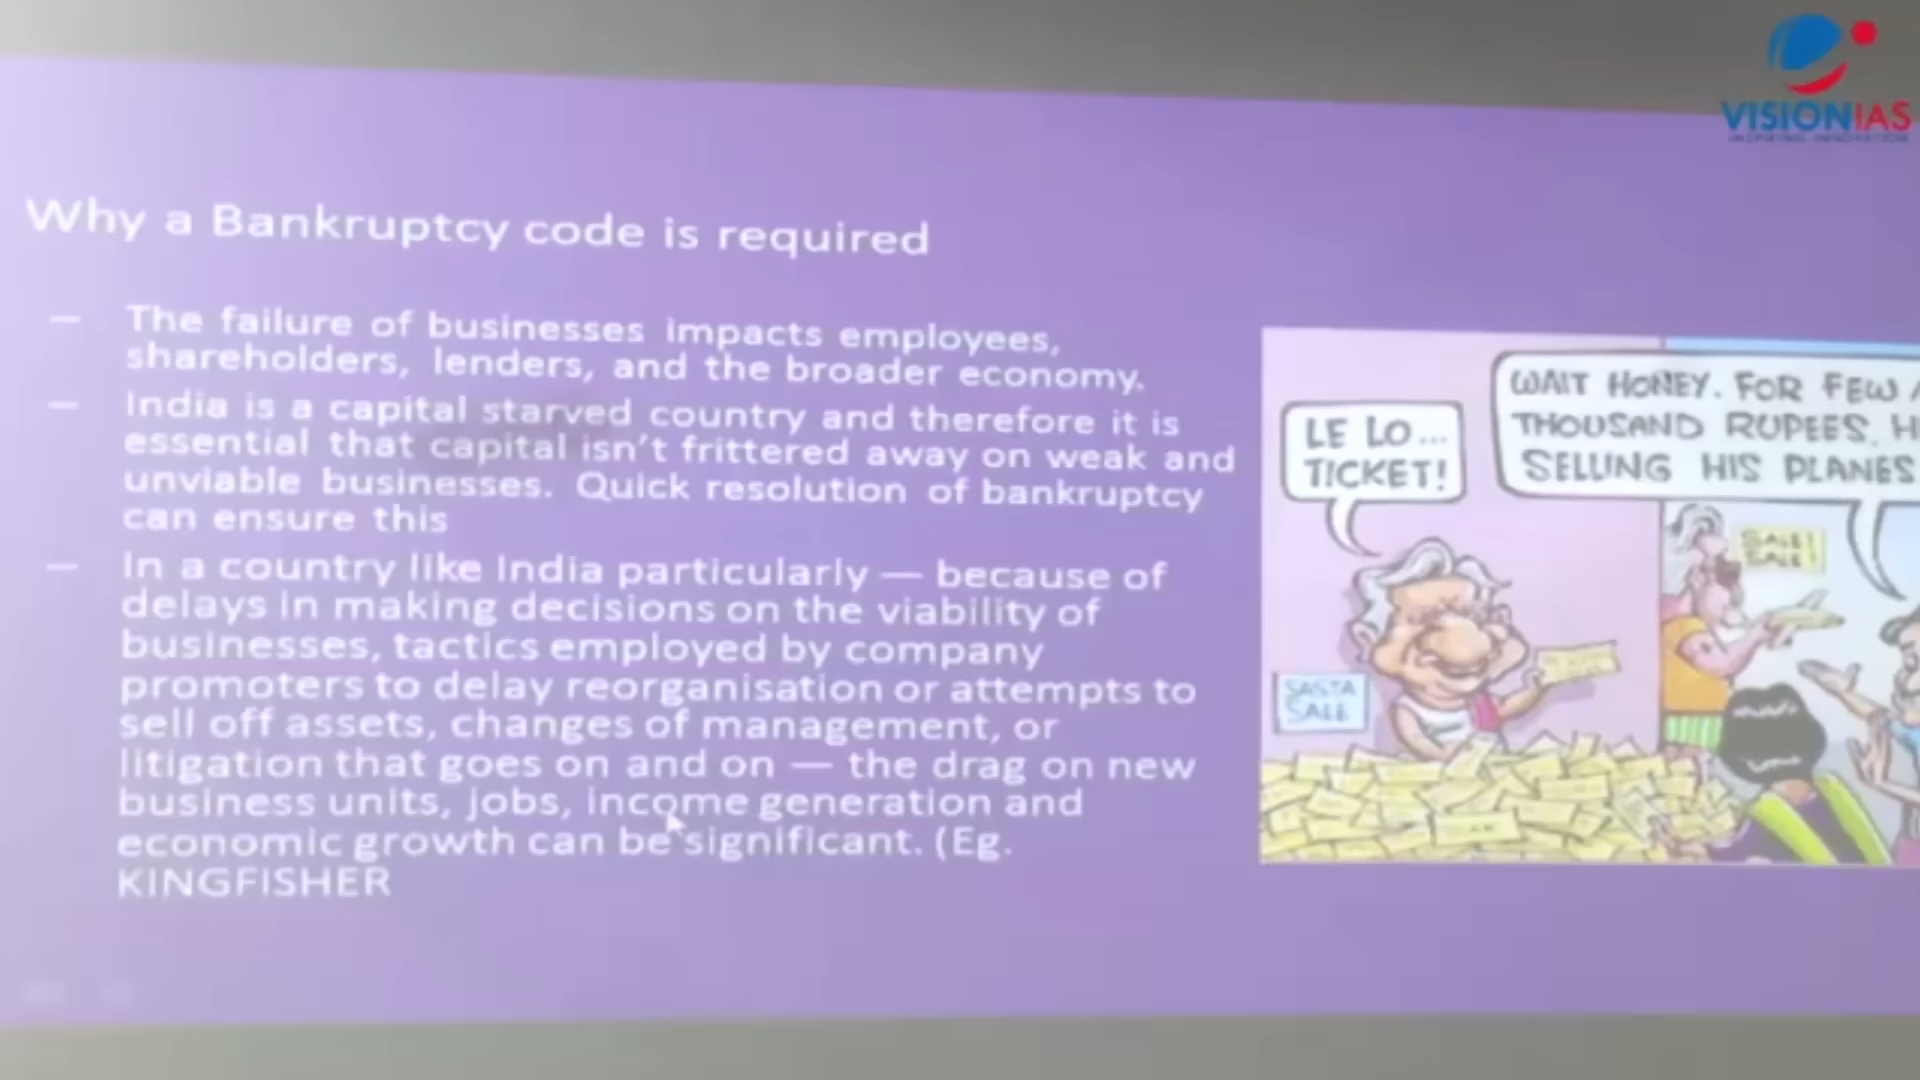 VISIONIAS
INSPIRING INNOVATION
Why a Bankruptcy code is required
— The failure of businesses impacts employees,
shareholders, lenders, and the broader economy.
— India is a capital starved country and therefore it is
essential that capital isn't frittered away on weak and
unviable businesses. Quick resolution of bankruptcy
can ensure this
— In a country like India particularly — because of
delays in making decisions on the viability of
businesses, tactics employed by company
promoters to delay reorganisation or attempts to
sell off assets, changes of management, or
litigation that goes on and on — the drag on new
business units, jobs, income generation and
economic growth can be significant. (Eg.
KINGFISHER
LE LO...
TICKET!
SASTA
SALE
WAIT HONEY. FOR FEW
THOUSAND RUPEES.
SELLING HIS PLANES
SALE!
SALE!